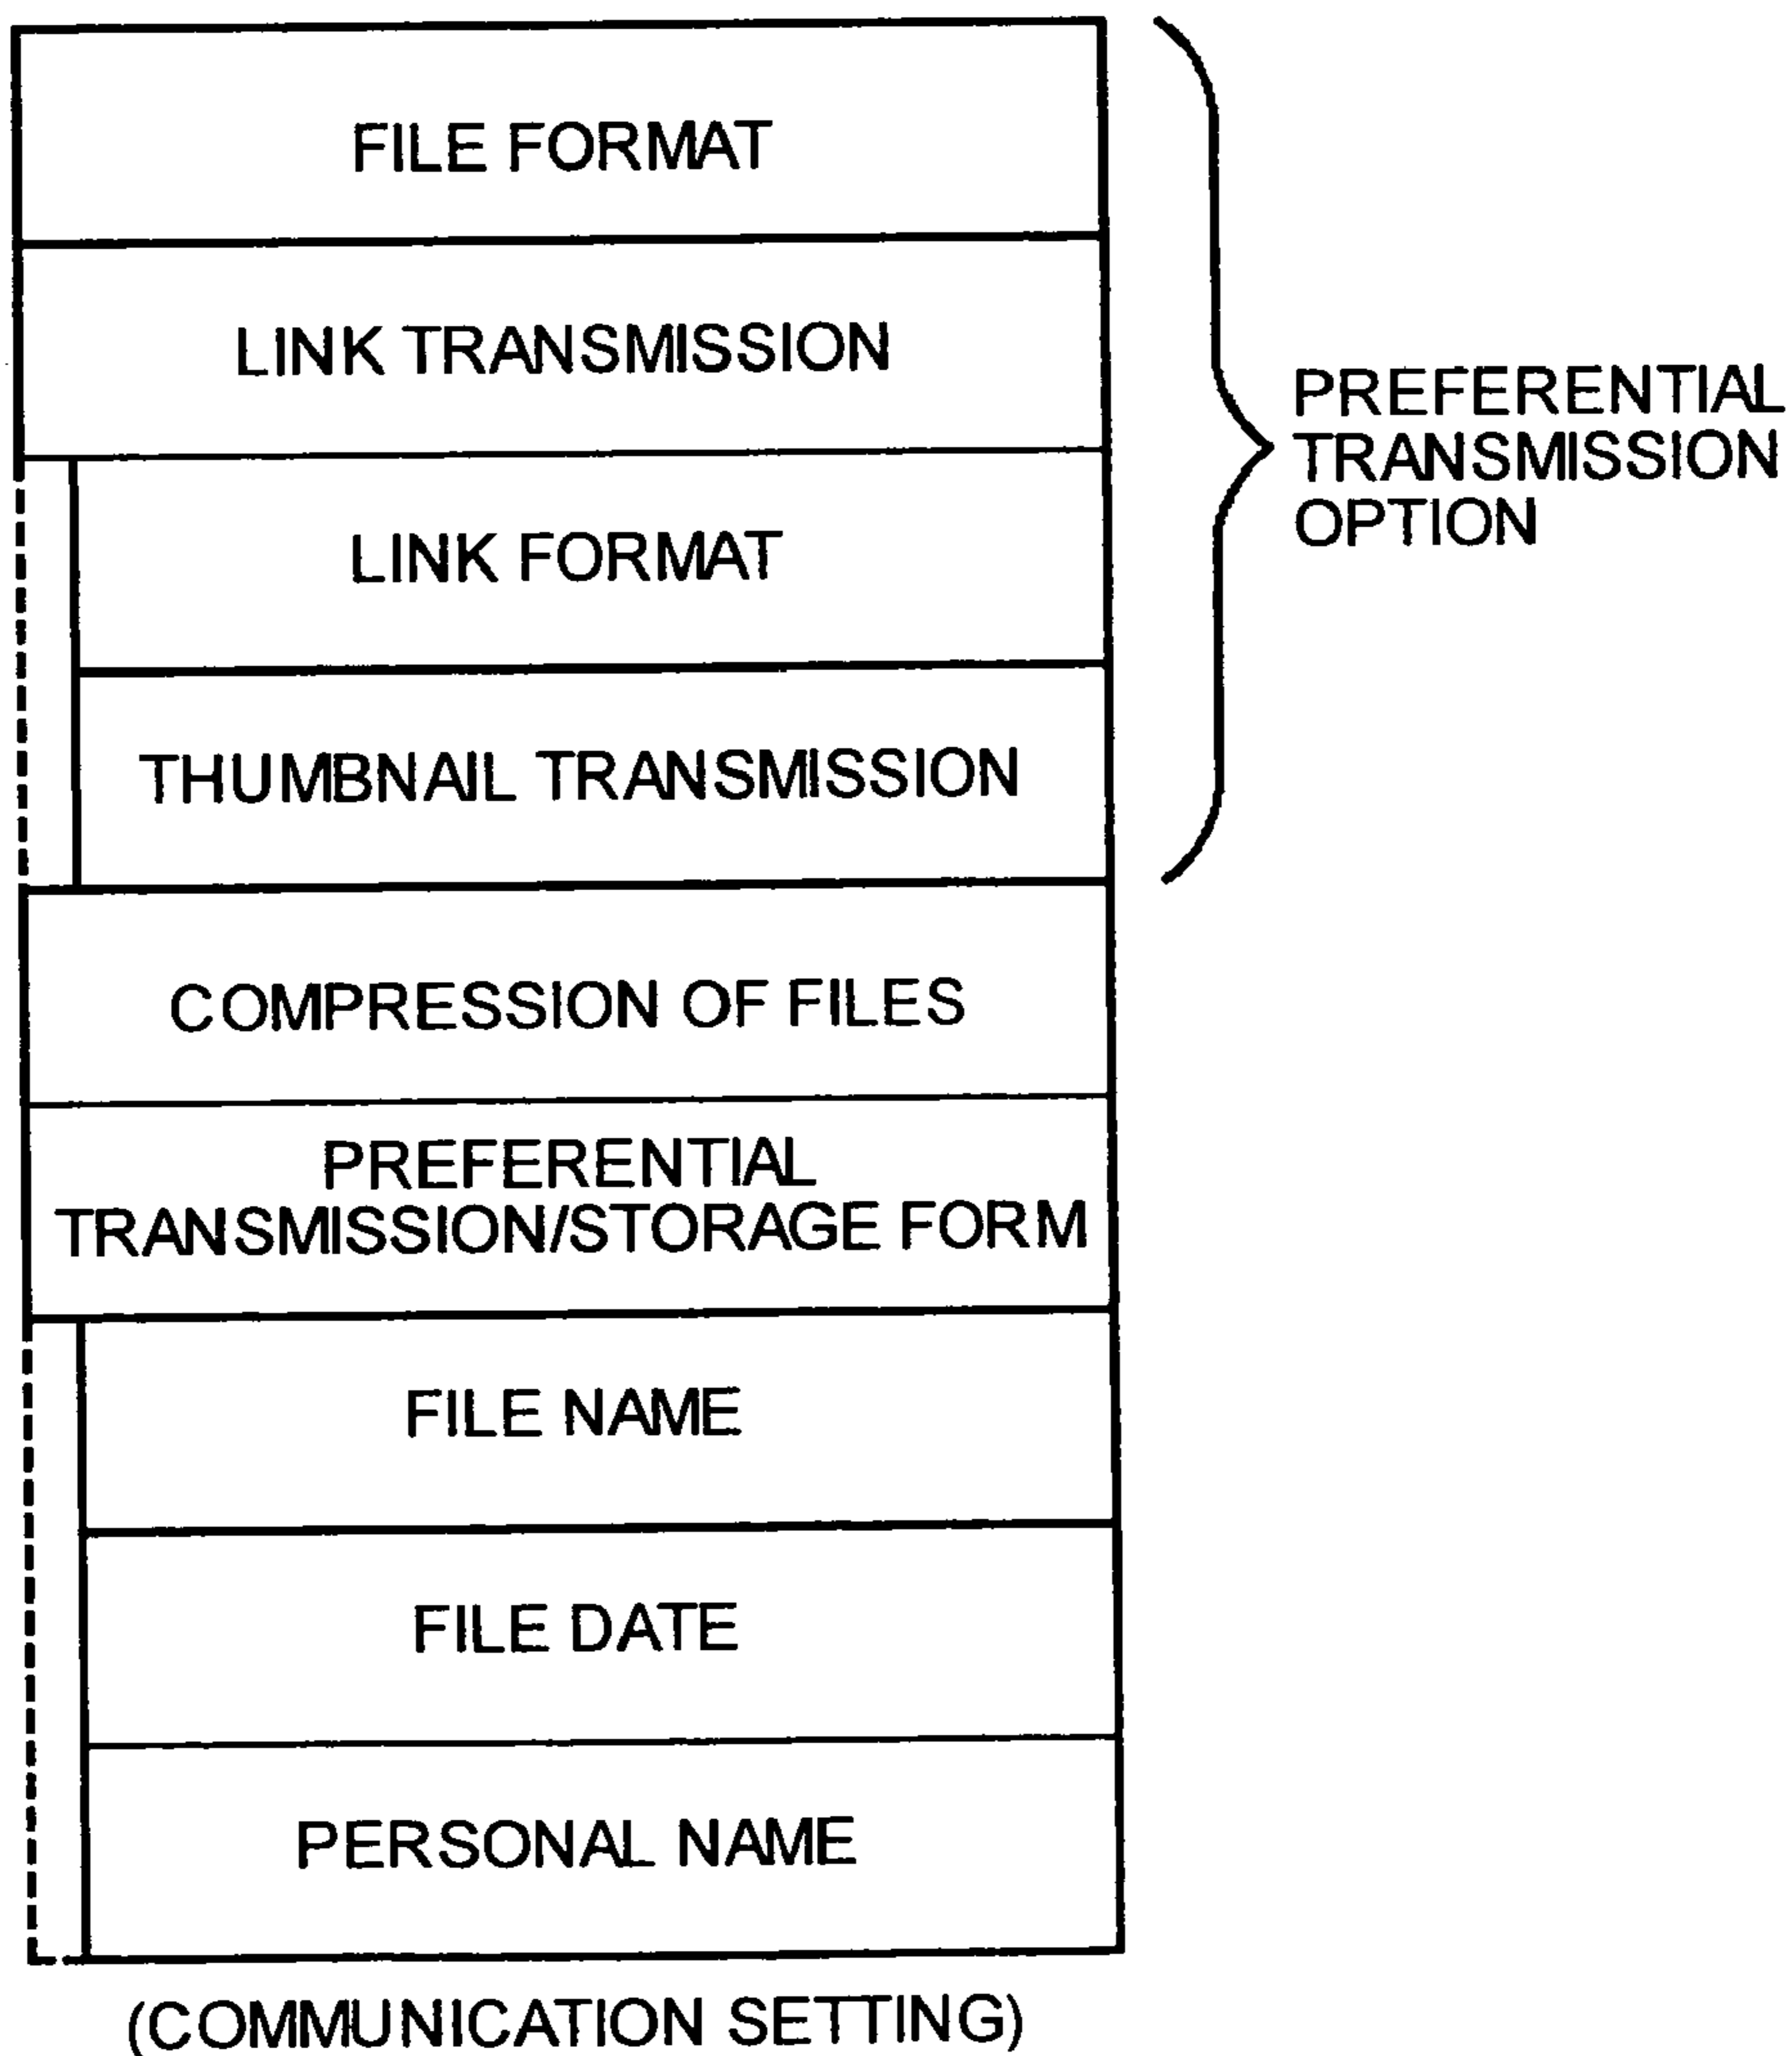 FILE FORMAT
LINK TRANSMISSION
LINK FORMAT
THUMBNAIL TRANSMISSION
PREFERENTIAL
TRANSMISSION
OPTION
COMPRESSION OF FILES
PREFERENTIAL
TRANSMISSION/STORAGE FORM
FILE NAME
FILE DATE
PERSONAL NAME
(COMMUNICATION SETTING)